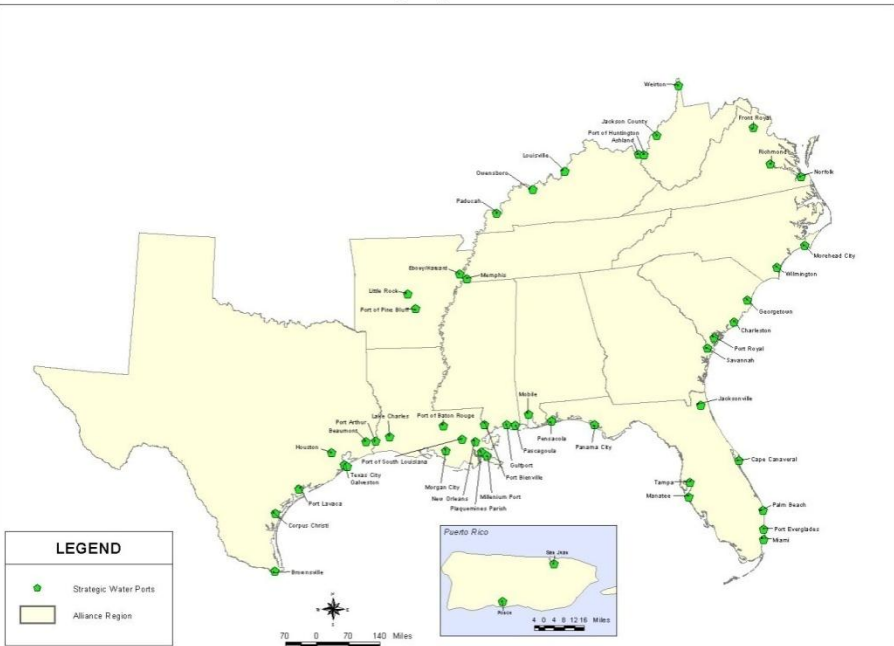 Weirton
Front Royal
Jackson County
Port of Huntington
Ashland
Richmond
Louisville
Norfolk
Owensboro
Paducah
Morehead City
Memphis
Wilmington
Little Rock
Port of Pine Bluff
Georgetown
Charleston
Port Royal
Savannah
Jacksonville
Mobile
Lake Charles
Port of Baton Rouge
Port Arthur
Beaumont
Pensacola
Panama City
Pascagoula
Houston
Port of South Louisiana
Gulfport
Cape Canaveral
Texas City
Galveston
Morgan City
Port Bienville
Tampa
New Orleans
Millenium Port
Manatee
Port Lavaca
Plaquemines Parish
Palm Beach
Corpus Christi
Port Everglades
Miami
Puerto Rico
San Juan
Ponce
4 0 4 8 12 16 Miles
LEGEND
Strategic Water Ports
Alliance Region
Brownsville
N
W E
S
70 0 70 140 Miles